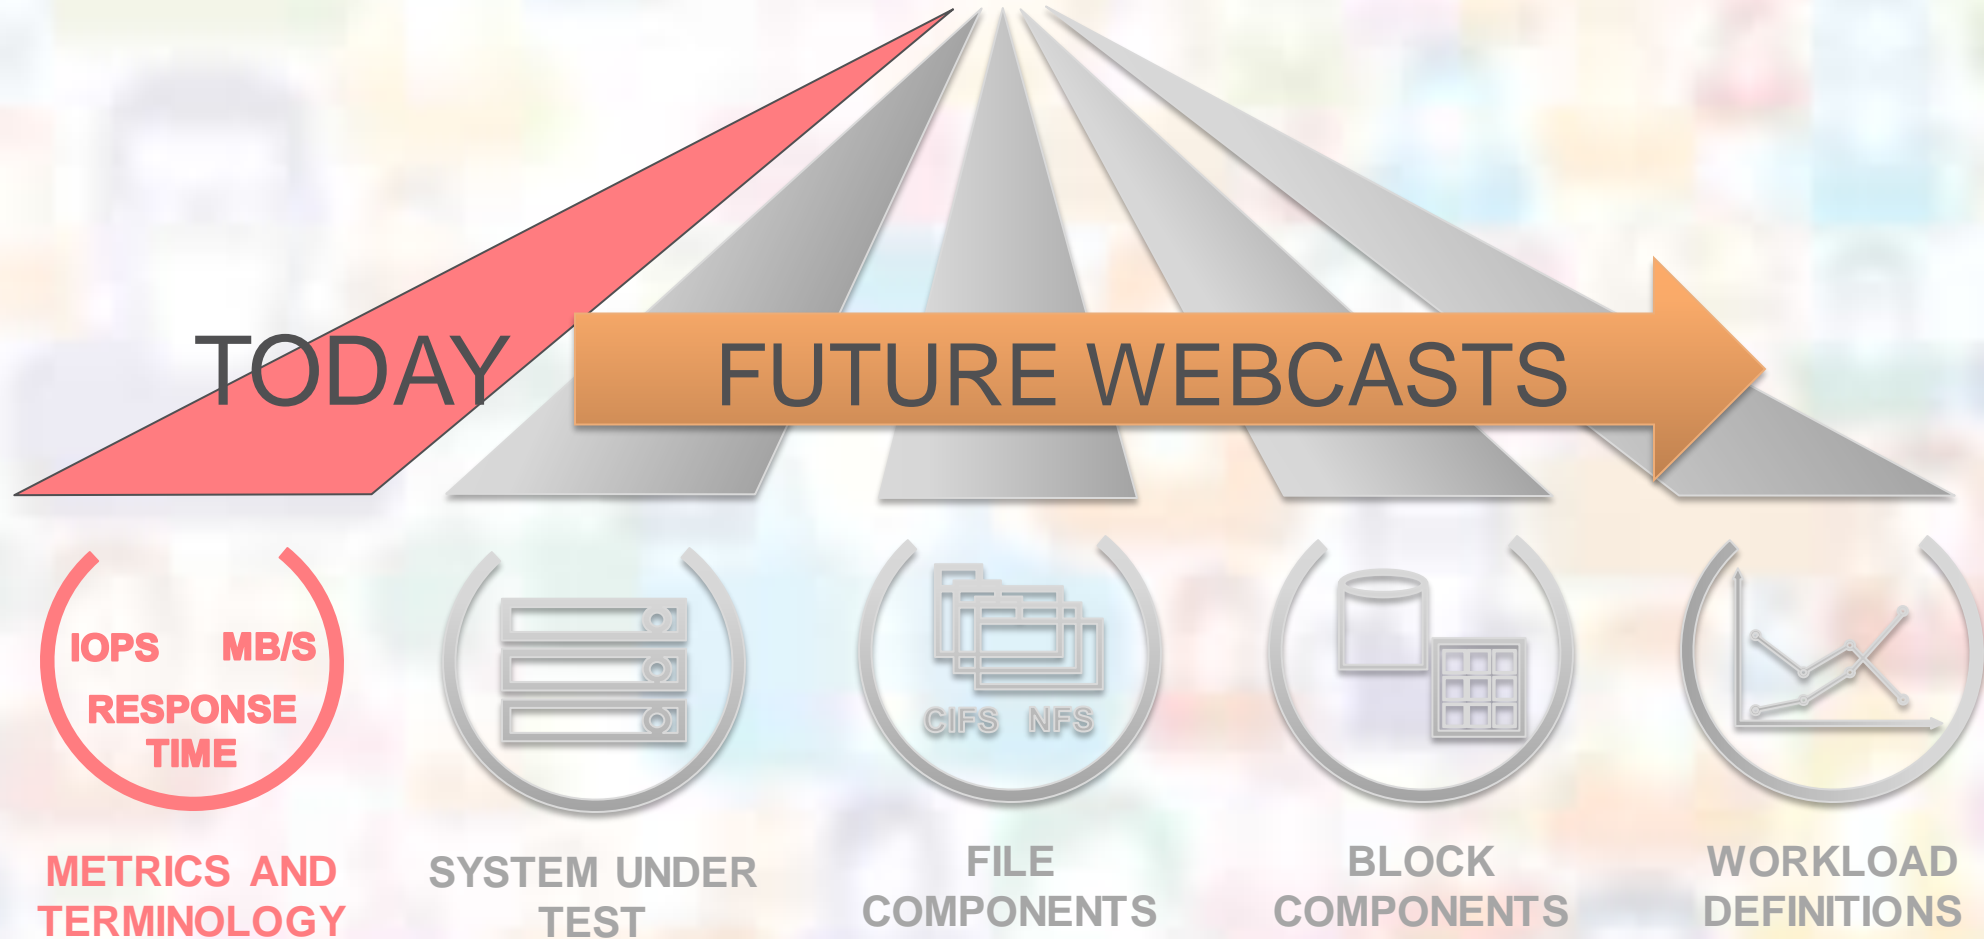 TODAY
FUTURE WEBCASTS
IOPS MB/S
RESPONSE
TIME
CIFS NFS
METRICS AND
TERMINOLOGY
SYSTEM UNDER
TEST
FILE
COMPONENTS
BLOCK
COMPONENTS
WORKLOAD
DEFINITIONS